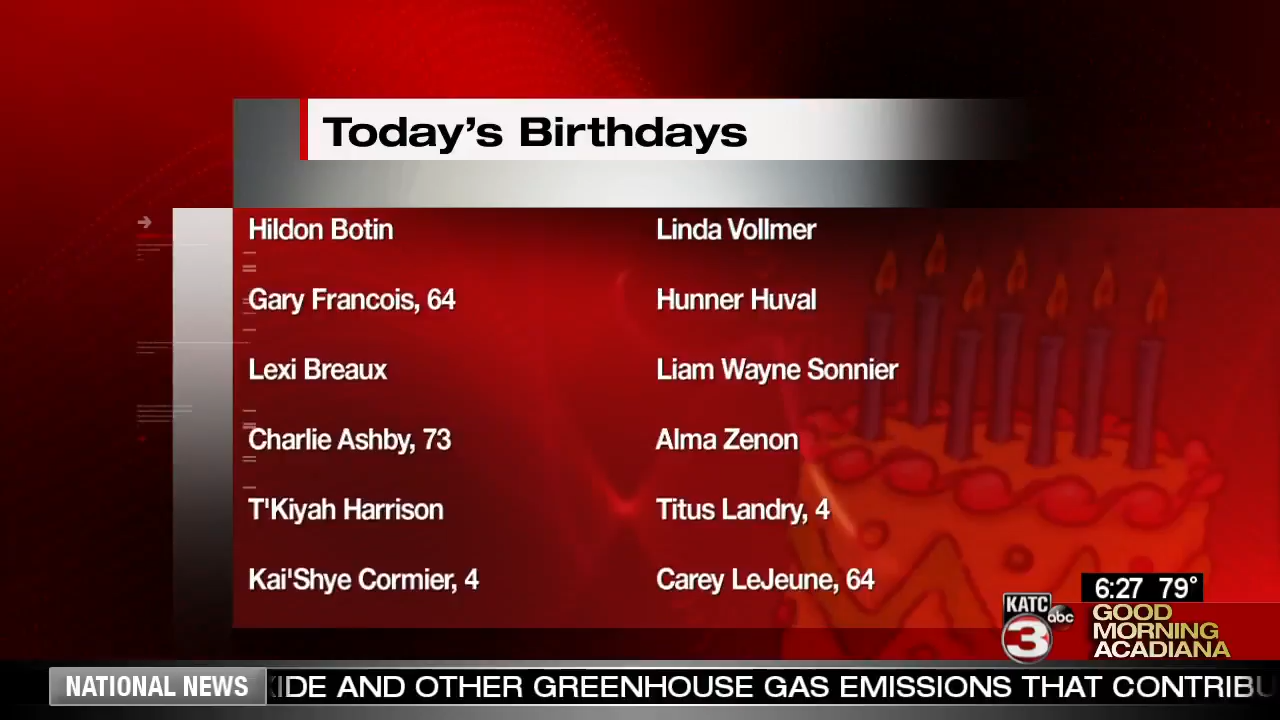 Today's Birthdays
Hildon Botin
Gary Francois, 64
Lexi Breaux
Charlie Ashby, 73
T'Kiyah Harrison
Kai'Shye Cormier, 4
Linda Vollmer
Hunner Huval
Liam Wayne Sonnier
Alma Zenon
Titus Landry, 4
Carey LeJeune, 64
6:27 79°
KATC
3
abc
GOOD
MORNING
ACADIANA
NATIONAL NEWS
IDE AND OTHER GREENHOUSE GAS EMISSIONS THAT CONTRIBU